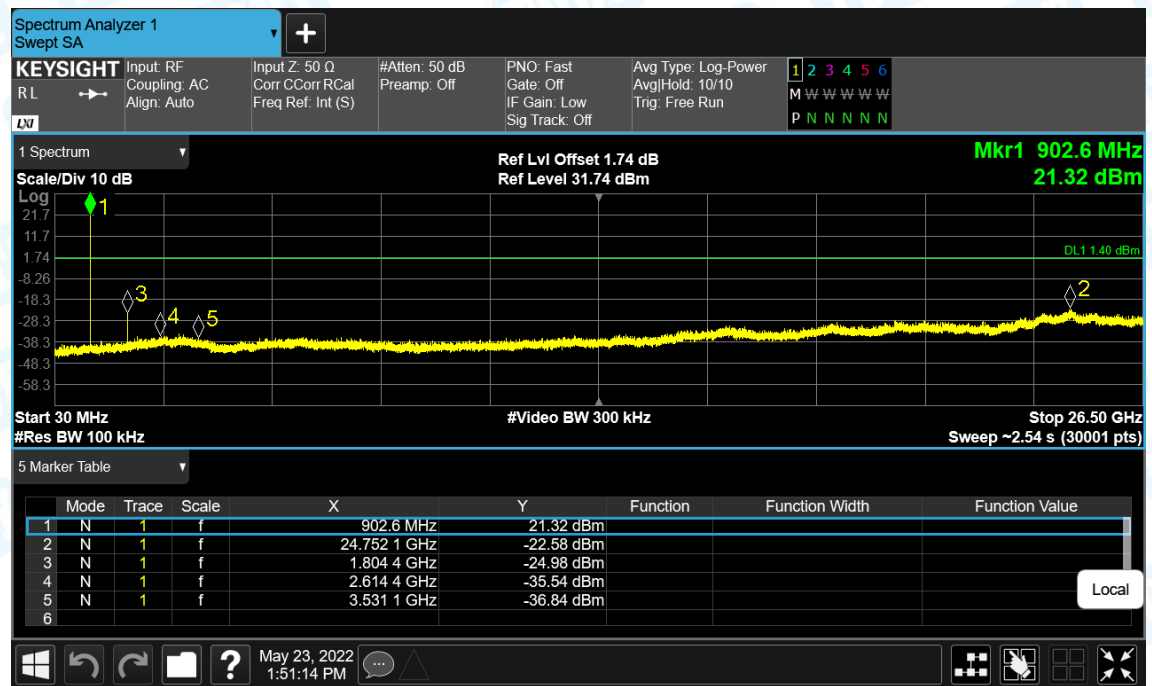 Spectrum Analyzer 1
Swept SA
KEYSIGHT
R L
LXI
Input: RF
Coupling: AC
Align: Auto
Input Z: 50 Ω
Corr CCorr RCal
Freq Ref: Int (S)
#Atten: 50 dB
Preamp: Off
PNO: Fast
Gate: Off
IF Gain: Low
Sig Track: Off
Avg Type: Log-Power
Avg|Hold: 10/10
Trig: Free Run
1 2 3 4 5 6
M W W W W W
P N N N N N
1 Spectrum
Scale/Div 10 dB
Ref Lvl Offset 1.74 dB
Ref Level 31.74 dBm
Mkr1 902.6 MHz
21.32 dBm
Log
21.7
11.7
1.74
-8.26
-18.3
-28.3
-38.3
-48.3
-58.3
1
3
4
5
2
DL1 1.40 dBm
Start 30 MHz
#Video BW 300 kHz
Stop 26.50 GHz
#Res BW 100 kHz
Sweep ~2.54 s (30001 pts)
5 Marker Table
Mode Trace Scale X Y Function Function Width Function Value
1 N 1 f 902.6 MHz 21.32 dBm
2 N 1 f 24.752 1 GHz -22.58 dBm
3 N 1 f 1.804 4 GHz -24.98 dBm
4 N 1 f 2.614 4 GHz -35.54 dBm
5 N 1 f 3.531 1 GHz -36.84 dBm
6
Local
?
May 23, 2022
1:51:14 PM